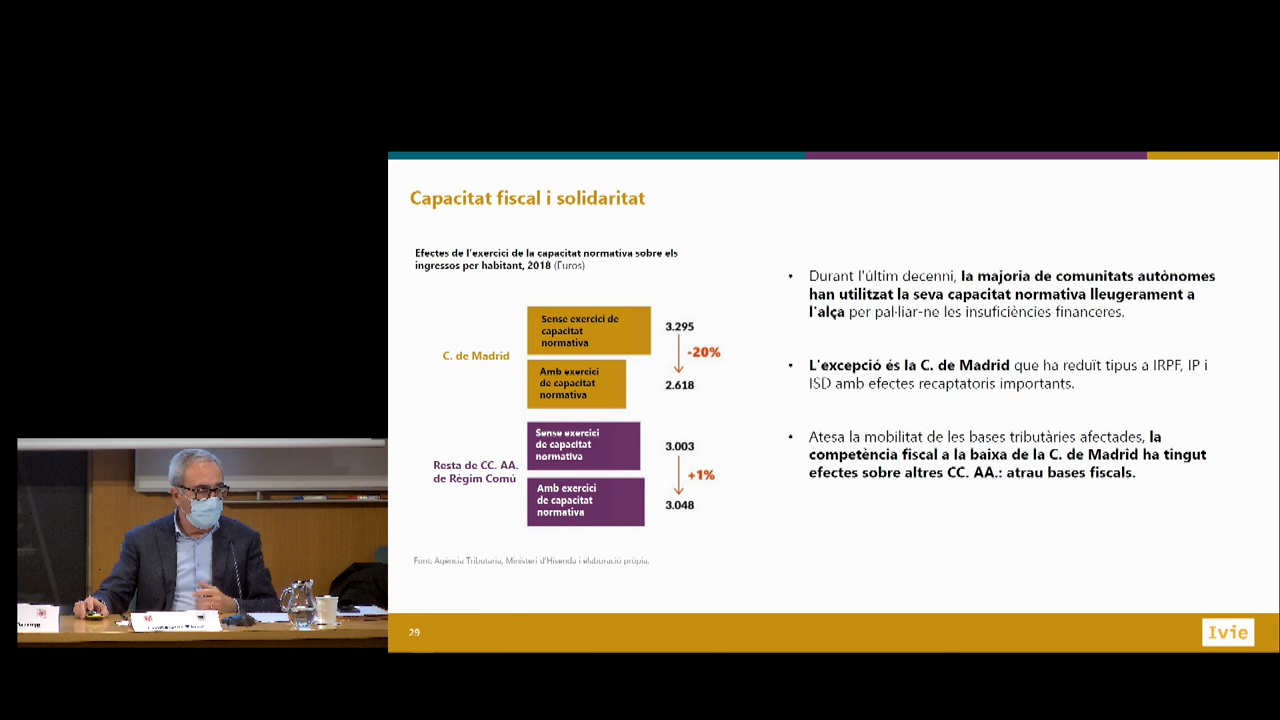 Capacitat fiscal i solidaritat
Efectes de l'exercici de la capacitat normativa sobre els
ingressos per habitant, 2018 (Euros)
C. de Madrid
Sense exercici de
capacitat
normativa
3.295
-20%
Amb exercici
de capacitat
normativa
2.618
Resta de CC. AA.
de Règim Comú
Sense exercici
de capacitat
normativa
3.003
+1%
Amb exercici
de capacitat
normativa
3.048
Font: Agència Tributaria, Ministeri d'Hisenda i elaboració pròpia.
• Durant l'últim decenni, la majoria de comunitats autònomes
han utilitzat la seva capacitat normativa lleugerament a
l'alça per pal·liar-ne les insuficiències financeres.
• L'excepció és la C. de Madrid que ha reduït tipus a IRPF, IP i
ISD amb efectes recaptatoris importants.
• Atesa la mobilitat de les bases tributàries afectades, la
competència fiscal a la baixa de la C. de Madrid ha tingut
efectes sobre altres CC. AA.: atrau bases fiscals.
29
Ivie